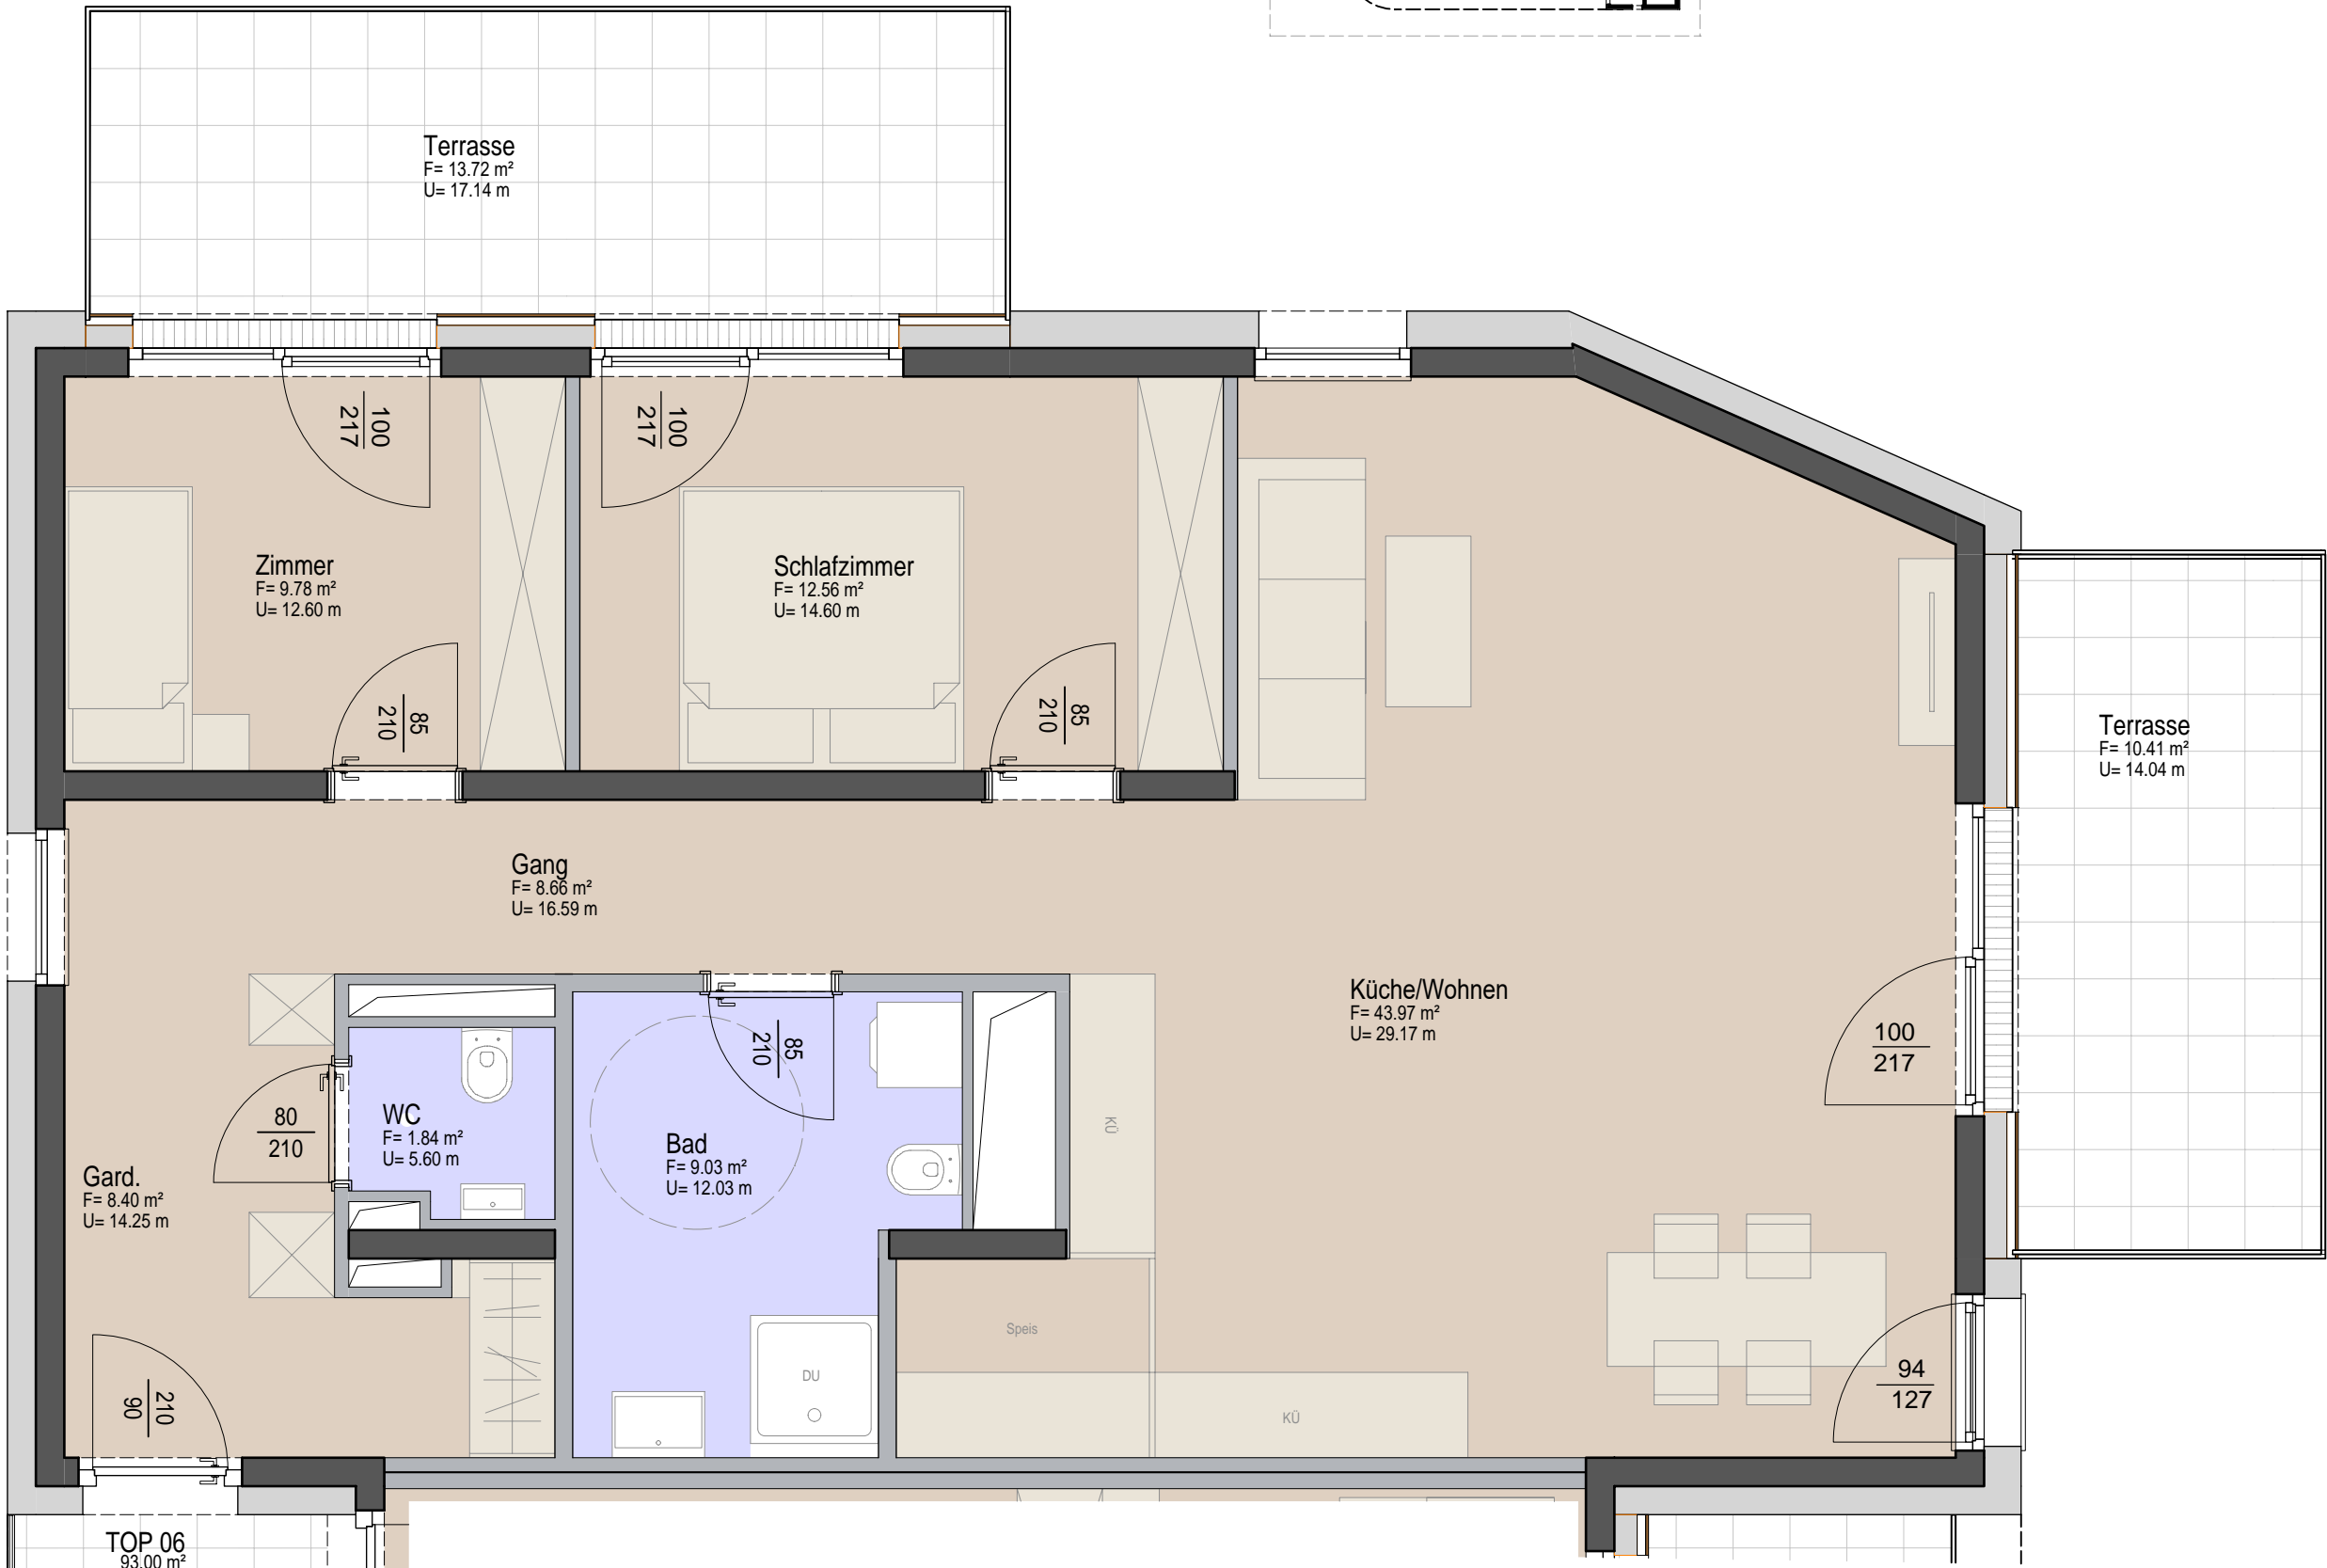 Terrasse
F= 13.72 m²
U= 17.14 m
100
217
100
217
Zimmer
F= 9.78 m²
U= 12.60 m
Schlafzimmer
F= 12.56 m²
U= 14.60 m
85
210
85
210
Terrasse
F= 10.41 m²
U= 14.04 m
Gang
F= 8.66 m²
U= 16.59 m
Küche/Wohnen
F= 43.97 m²
U= 29.17 m
100
217
85
210
80
210
WC
F= 1.84 m²
U= 5.60 m
Bad
F= 9.03 m²
U= 12.03 m
KÜ
Gard.
F= 8.40 m²
U= 14.25 m
Speis
DU
KÜ
94
127
210
90
TOP 06
93.00 m²